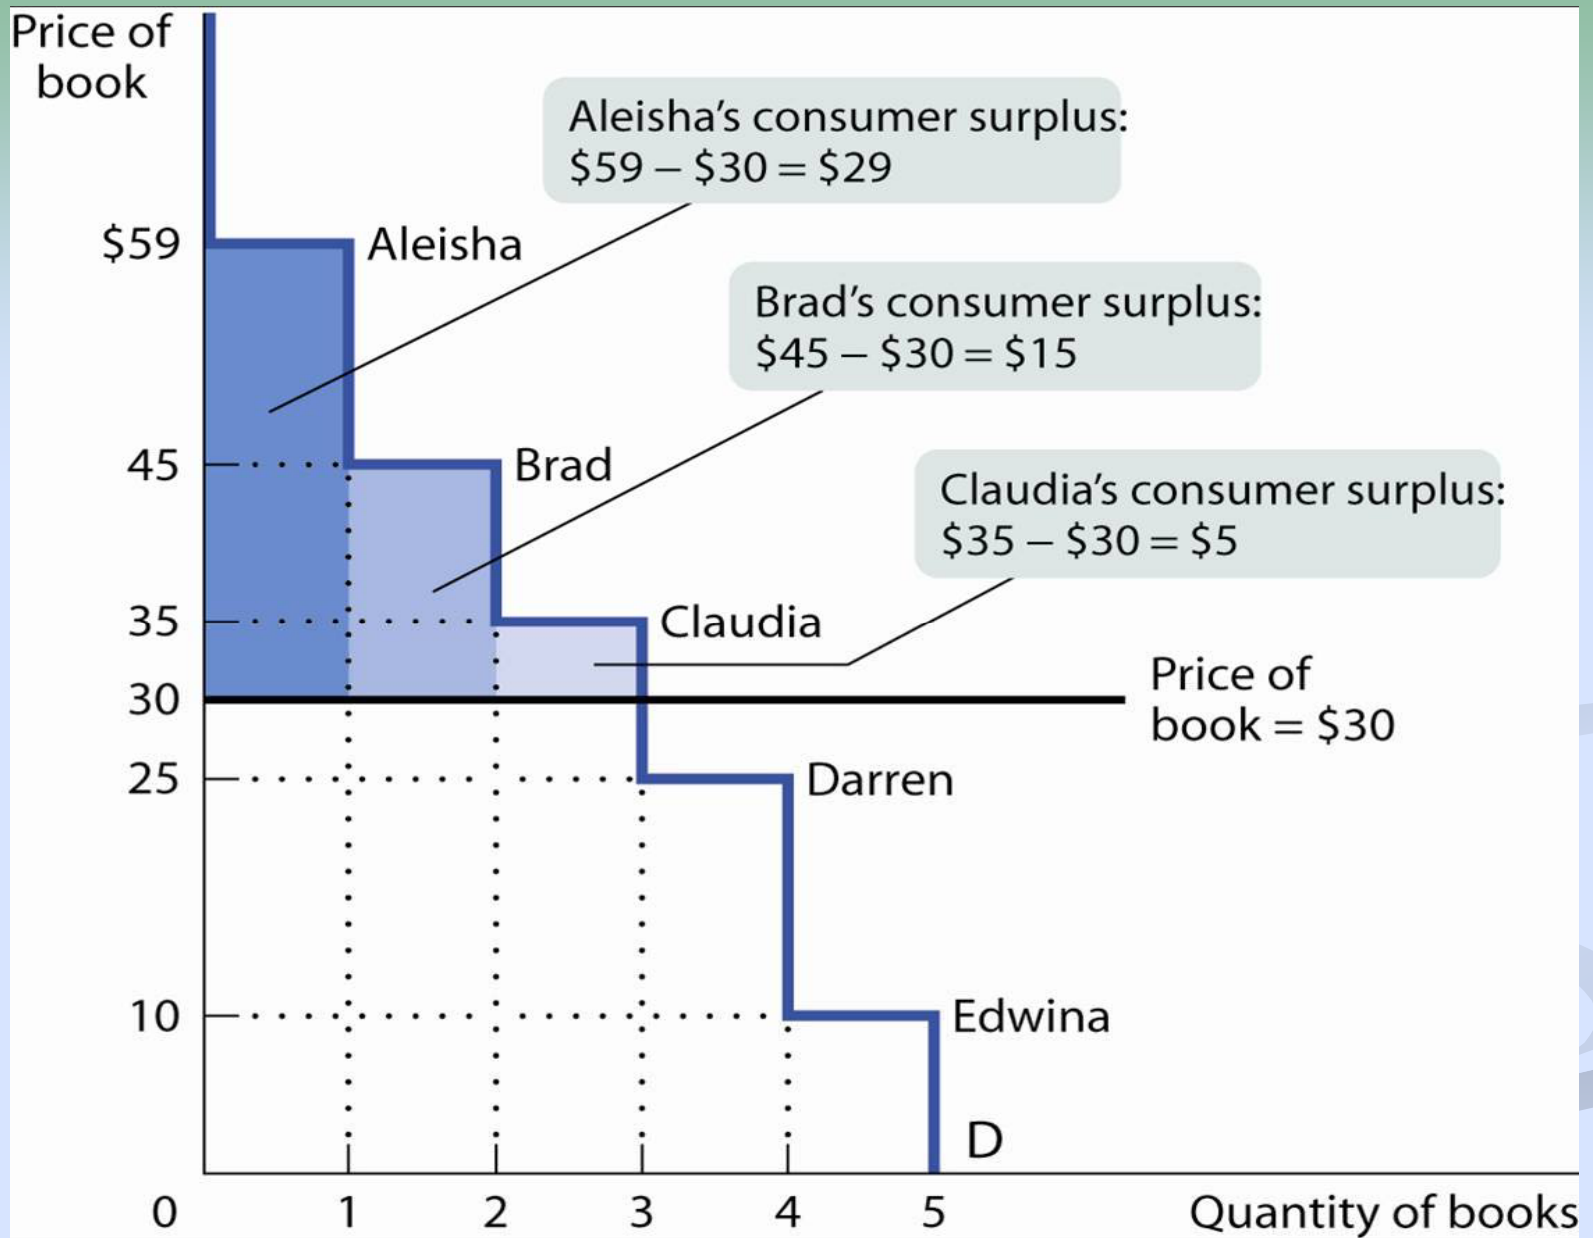 Price of
book
Aleisha’s consumer surplus:
$59 – $30 = $29
$59
Aleisha
Brad’s consumer surplus:
$45 – $30 = $15
45
Brad
Claudia’s consumer surplus:
$35 – $30 = $5
35
Claudia
30
Price of
book = $30
25
Darren
10
Edwina
D
0 1 2 3 4 5 Quantity of books